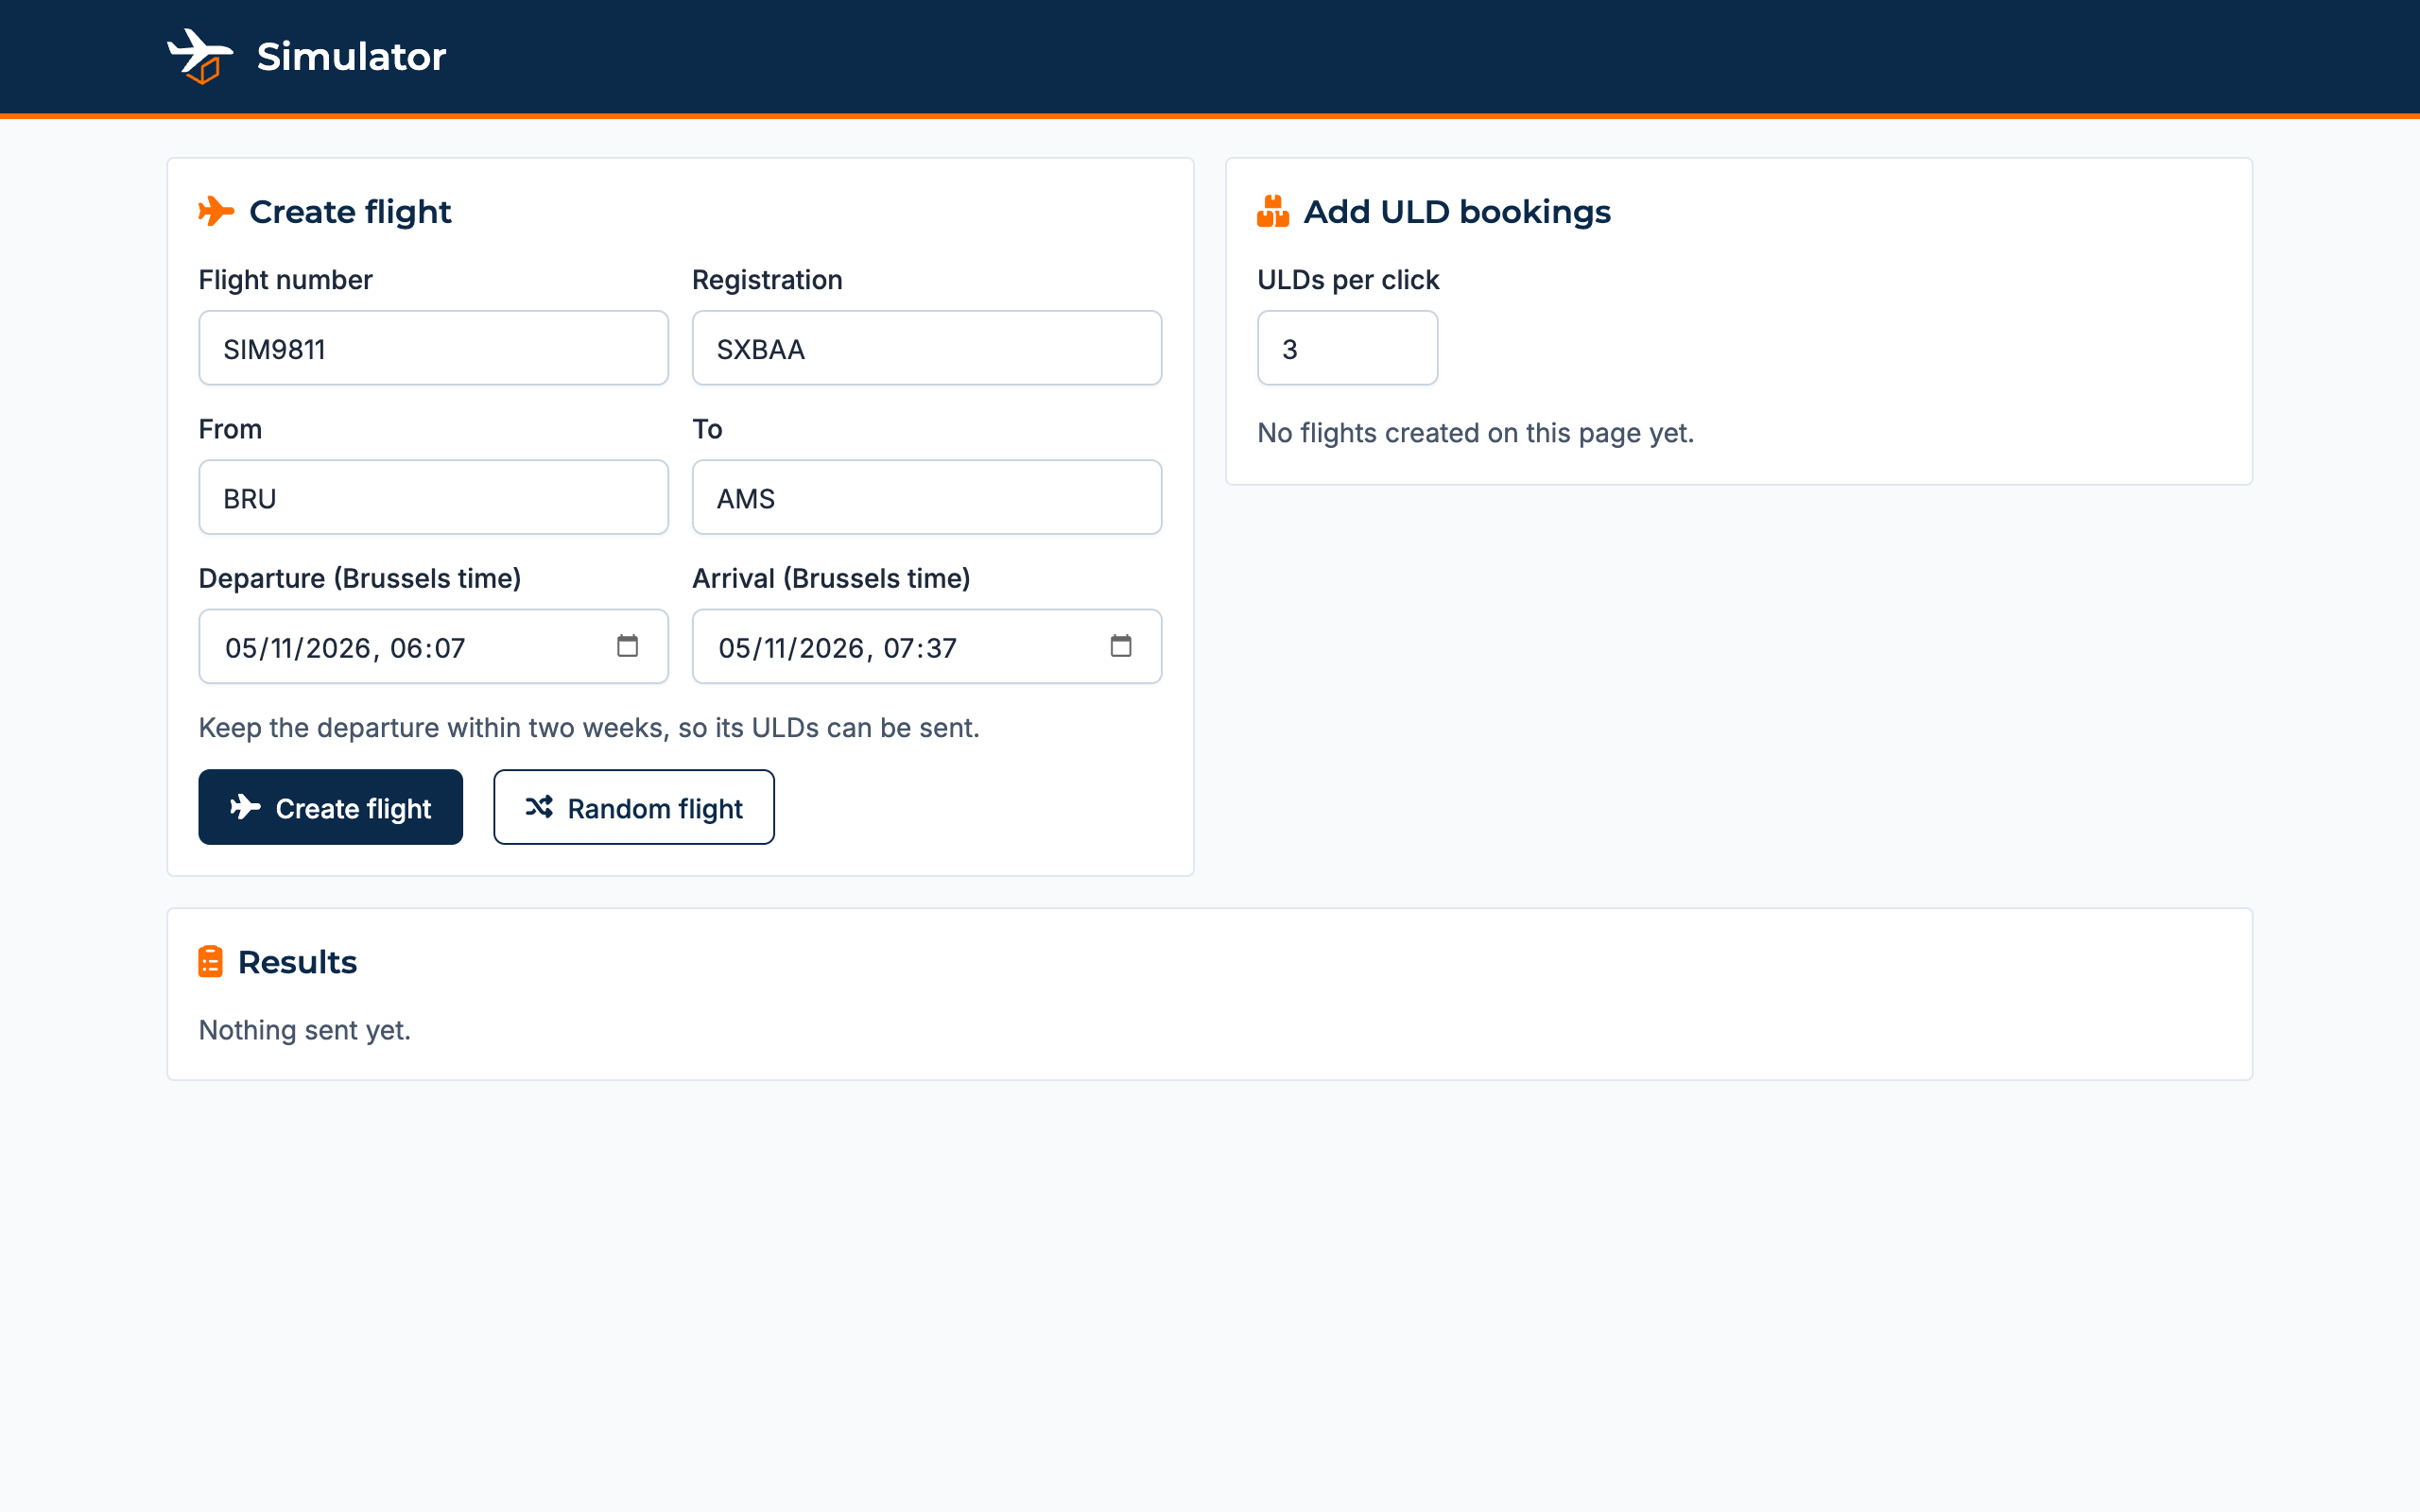 Simulator
Create flight
Flight number
Registration
SIM9811
SXBAA
From
To
BRU
AMS
Departure (Brussels time)
Arrival (Brussels time)
05/11/2026, 06:07
05/11/2026, 07:37
Keep the departure within two weeks, so its ULDs can be sent.
Create flight
Random flight
Add ULD bookings
ULDs per click
3
No flights created on this page yet.
Results
Nothing sent yet.